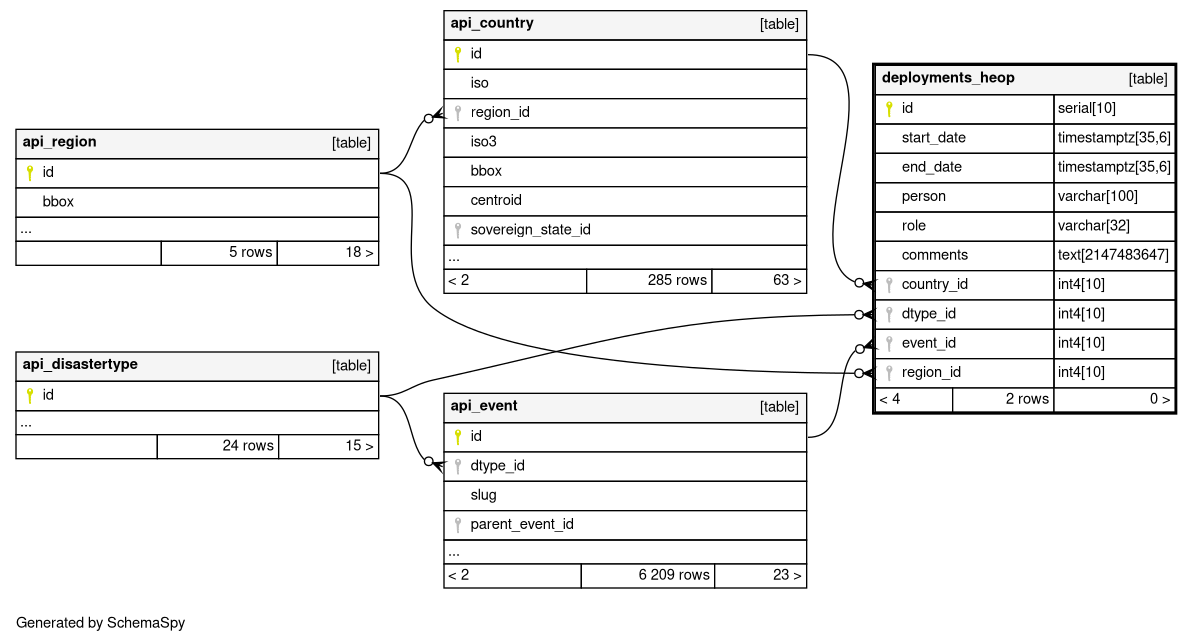 api_country [table]
id
iso
region_id
iso3
bbox
centroid
sovereign_state_id
...
< 2 285 rows 63 >
deployments_heop [table]
id serial[10]
start_date timestamptz[35,6]
end_date timestamptz[35,6]
person varchar[100]
role varchar[32]
comments text[2147483647]
country_id int4[10]
dtype_id int4[10]
event_id int4[10]
region_id int4[10]
< 4 2 rows 0 >
api_region [table]
id
bbox
...
5 rows 18 >
api_disastertype [table]
id
...
24 rows 15 >
api_event [table]
id
dtype_id
slug
parent_event_id
...
< 2 6 209 rows 23 >
Generated by SchemaSpy